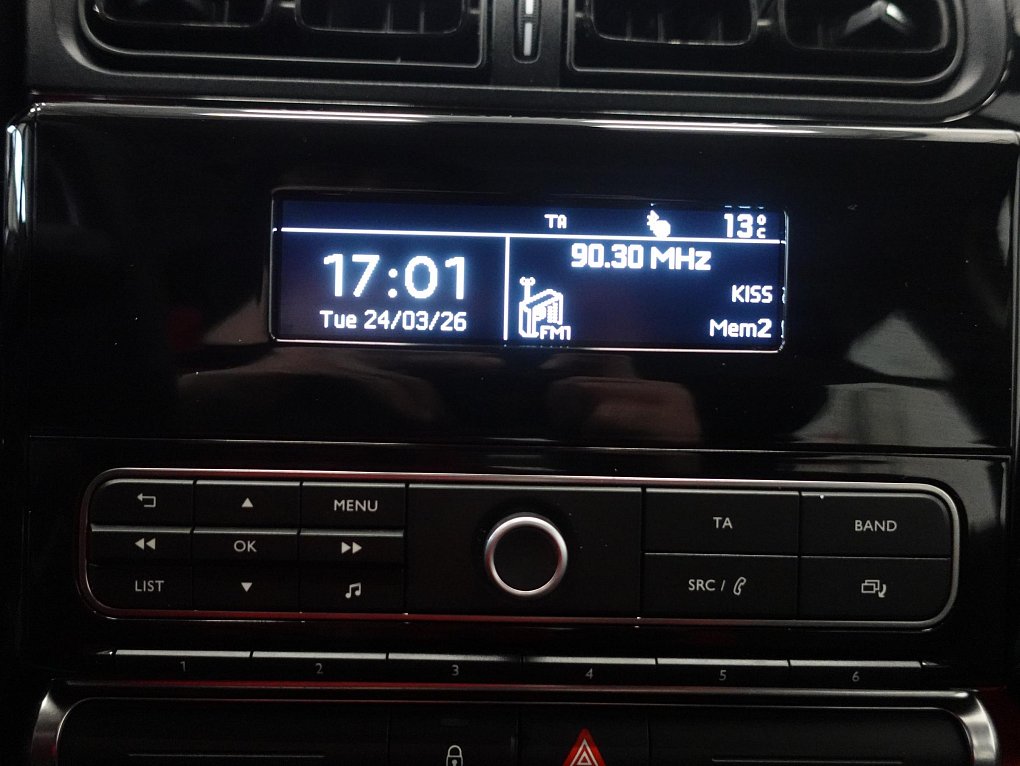 TA 13°C
90.30 MHz
17:01
KISS
Tue 24/03/26
FM1
Mem2
MENU
OK
LIST
TA
BAND
SRC /
1 2 3 4 5 6